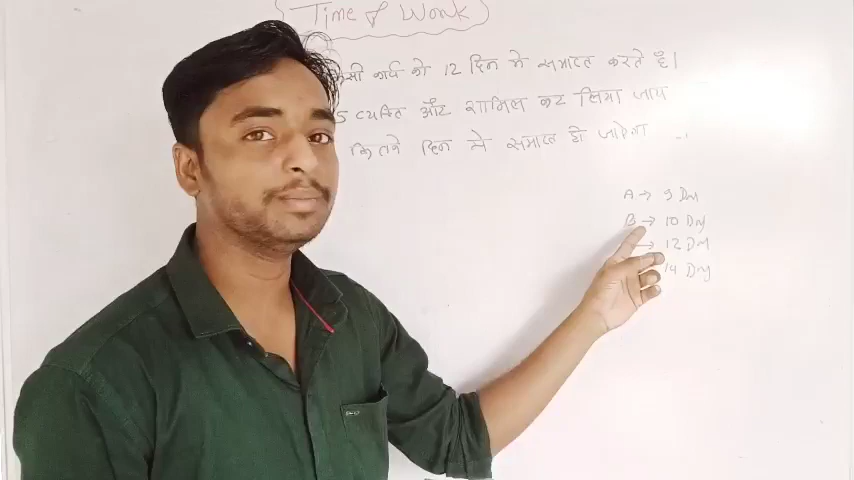 Time & Work
कार्य को 12 दिन में समाप्त करते हैं।
5 व्यक्ति और शामिल कर लिया जाय
कितने दिन में समाप्त हो जायेगा
A → 9 Day
B → 10 Day
→ 12 Day
14 Day